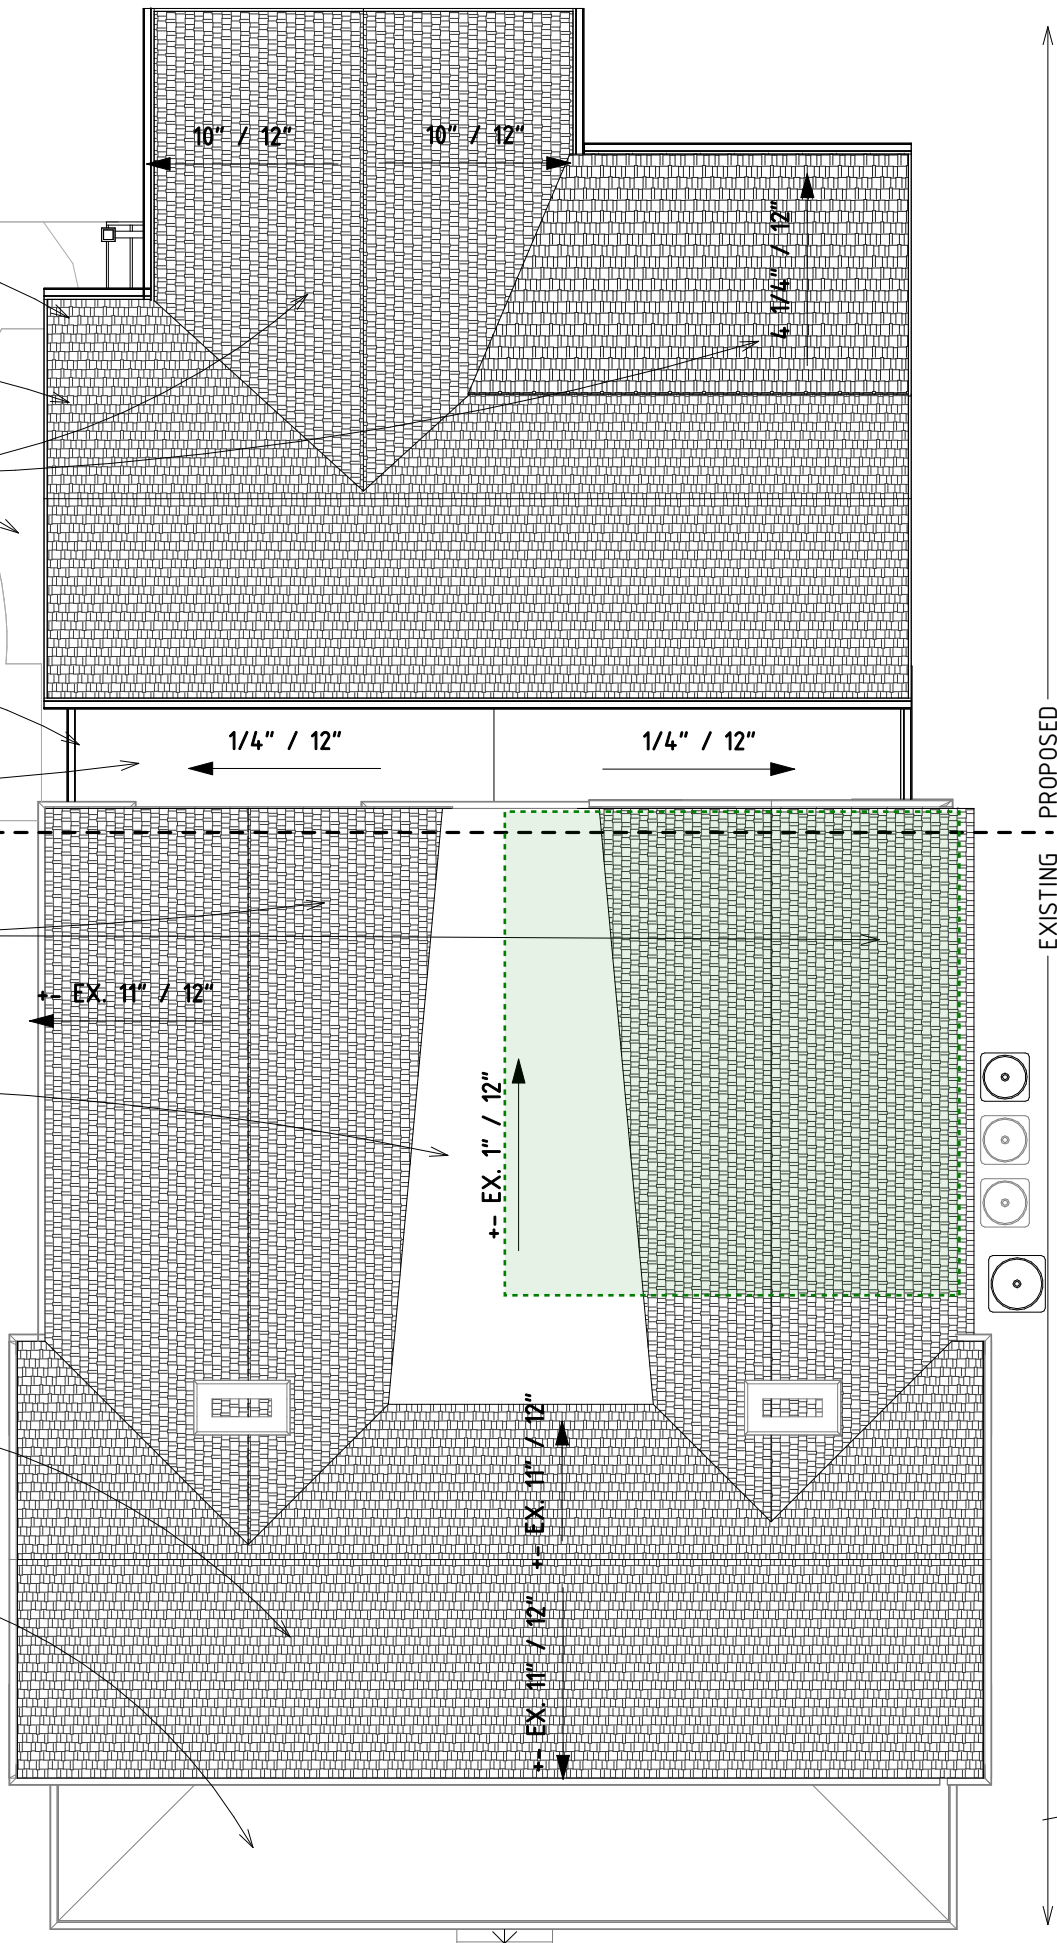 10" / 12"
10" / 12"
4 1/4" / 12"
1/4" / 12"
1/4" / 12"
PROPOSED
EXISTING
+- EX. 11" / 12"
+- EX. 1" / 12"
+- EX. 11" / 12"
+- EX. 11" / 12"